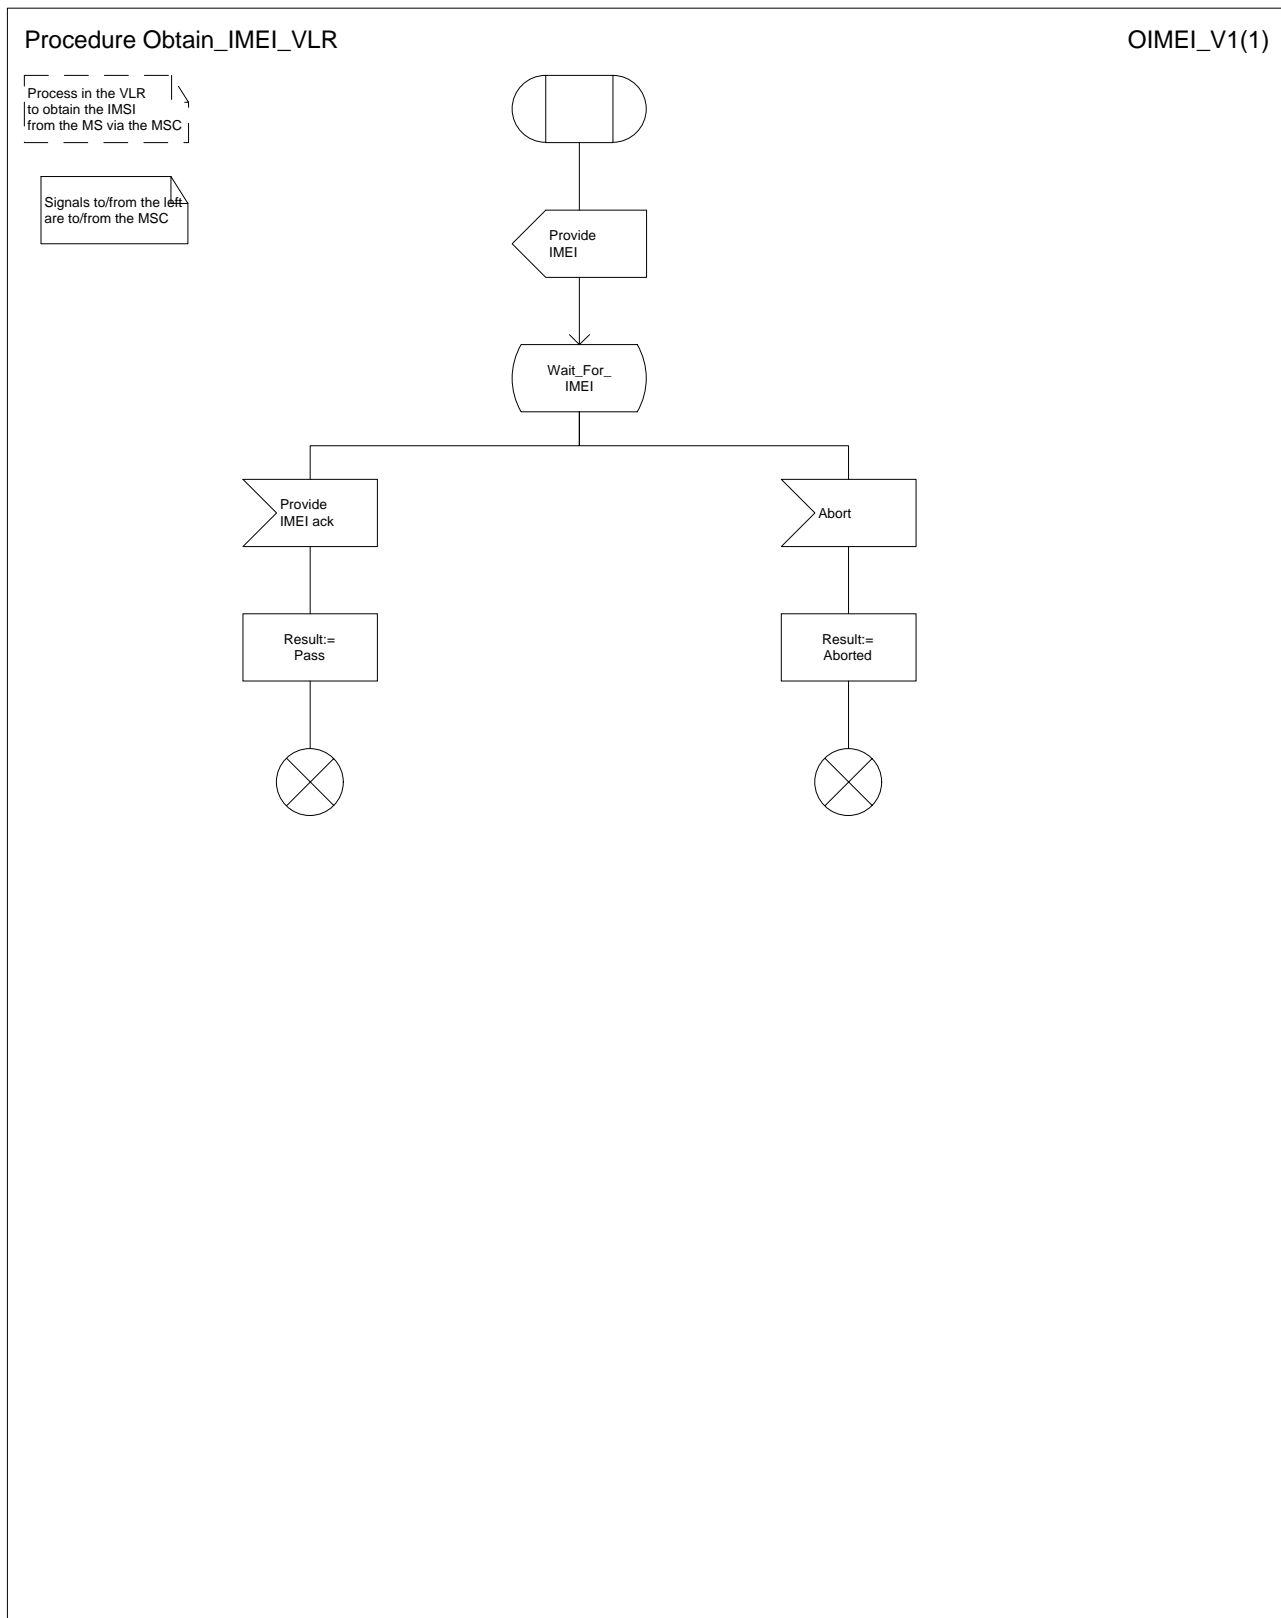 Procedure Obtain_IMEI_VLR
OIMEI_V1(1)
Process in the VLR
to obtain the IMSI
from the MS via the MSC
Signals to/from the left
are to/from the MSC
Provide
IMEI
Wait_For_
IMEI
Provide
IMEI ack
Abort
Result:=
Pass
Result:=
Aborted